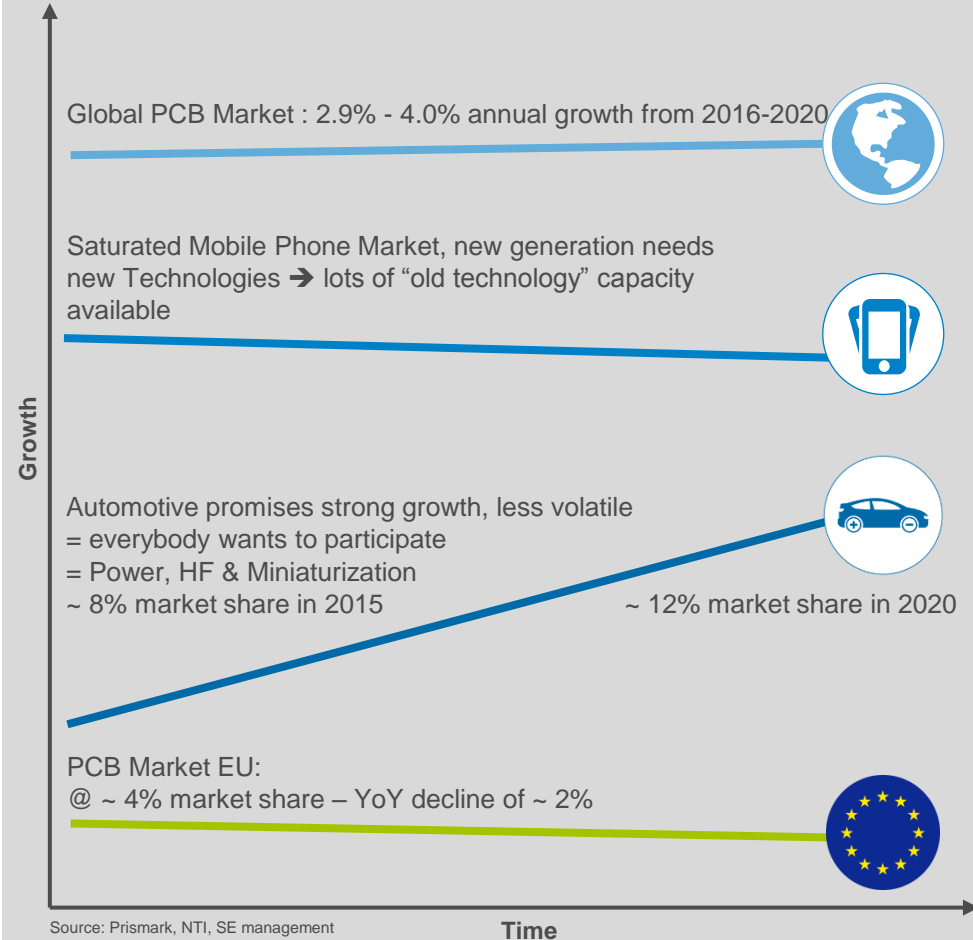 Global PCB Market : 2.9% - 4.0% annual growth from 2016-2020
Saturated Mobile Phone Market, new generation needs
new Technologies ➔ lots of “old technology” capacity
available
Growth
Automotive promises strong growth, less volatile
= everybody wants to participate
= Power, HF & Miniaturization
~ 8% market share in 2015
~ 12% market share in 2020
PCB Market EU:
@ ~ 4% market share – YoY decline of ~ 2%
Source: Prismark, NTI, SE management
Time